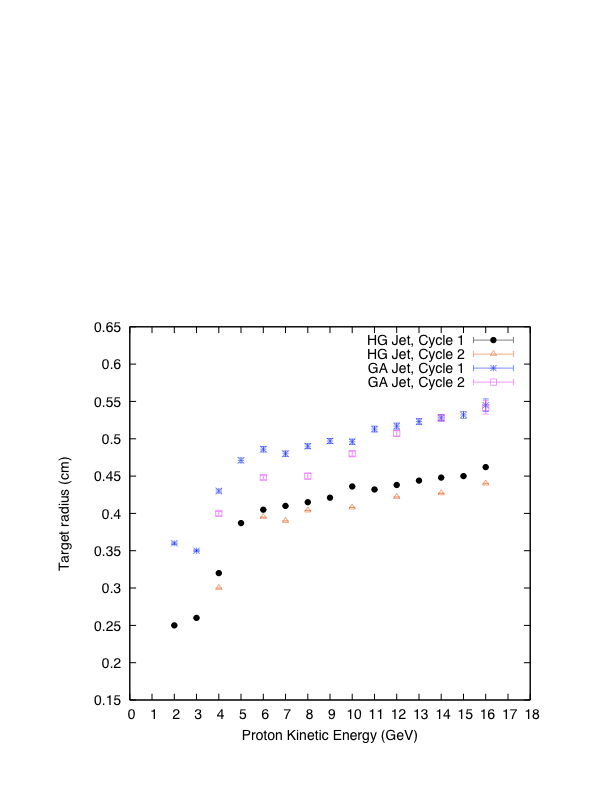 0.65
0.6
0.55
0.5
0.45
0.4
0.35
0.3
0.25
0.2
0.15
HG Jet, Cycle 1
HG Jet, Cycle 2
GA Jet, Cycle 1
GA Jet, Cycle 2
Target radius (cm)
0 1 2 3 4 5 6 7 8 9 10 11 12 13 14 15 16 17 18
Proton Kinetic Energy (GeV)